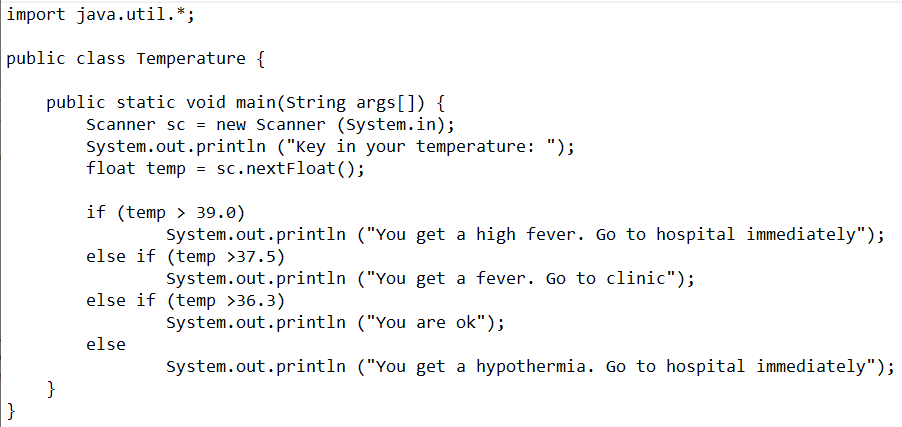 import java.util.*;
public class Temperature {
public static void main(String args[]) {
Scanner sc = new Scanner (System.in);
System.out.println ("Key in your temperature: ");
float temp = sc.nextFloat();
if (temp > 39.0)
System.out.println ("You get a high fever. Go to hospital immediately");
else if (temp >37.5)
System.out.println ("You get a fever. Go to clinic");
else if (temp >36.3)
System.out.println ("You are ok");
else
System.out.println ("You get a hypothermia. Go to hospital immediately");
}
}